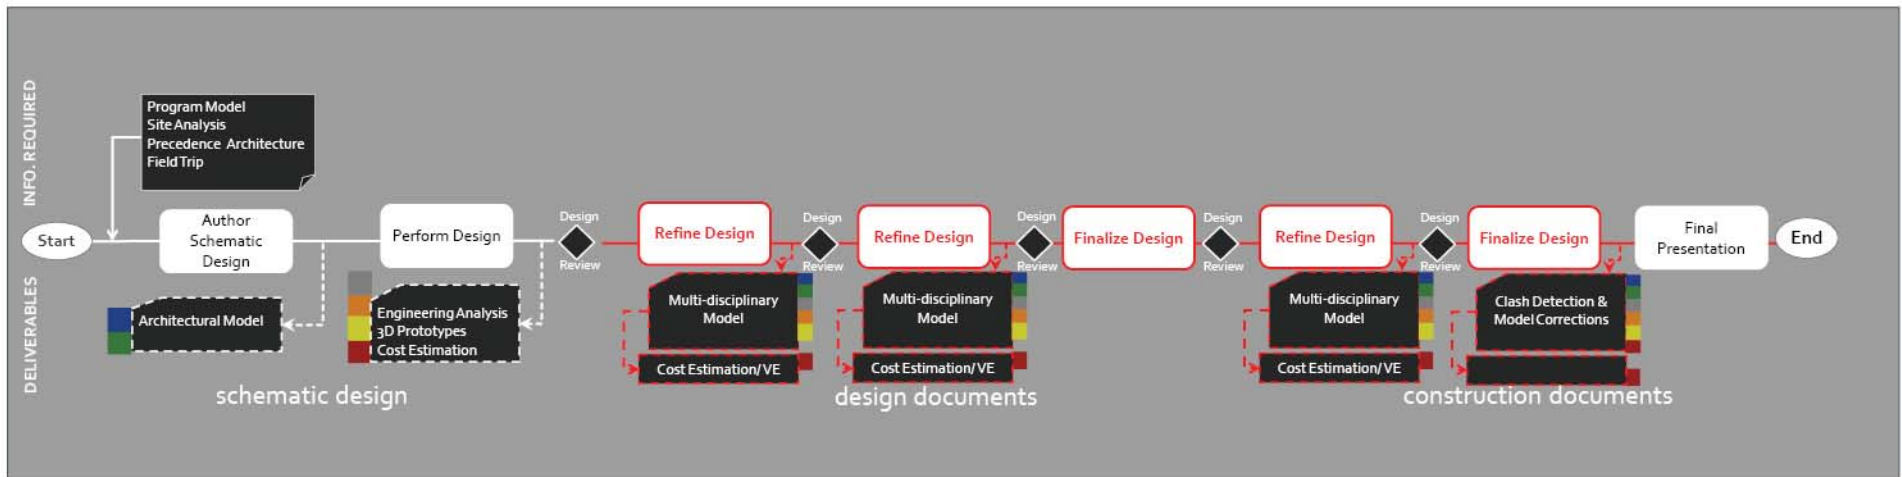 INFO. REQUIRED
DELIVERABLES
Program Model
Site Analysis
Precedence Architecture
Field Trip
Start
Author
Schematic
Design
Architectural Model
Perform Design
Engineering Analysis
3D Prototypes
Cost Estimation
schematic design
Design
Review
Refine Design
Multi-disciplinary
Model
Cost Estimation/ VE
Design
Review
Refine Design
Multi-disciplinary
Model
Cost Estimation/ VE
design documents
Design
Review
Finalize Design
Design
Review
Refine Design
Multi-disciplinary
Model
Cost Estimation/ VE
Design
Review
Finalize Design
Clash Detection &
Model Corrections
construction documents
Final
Presentation
End